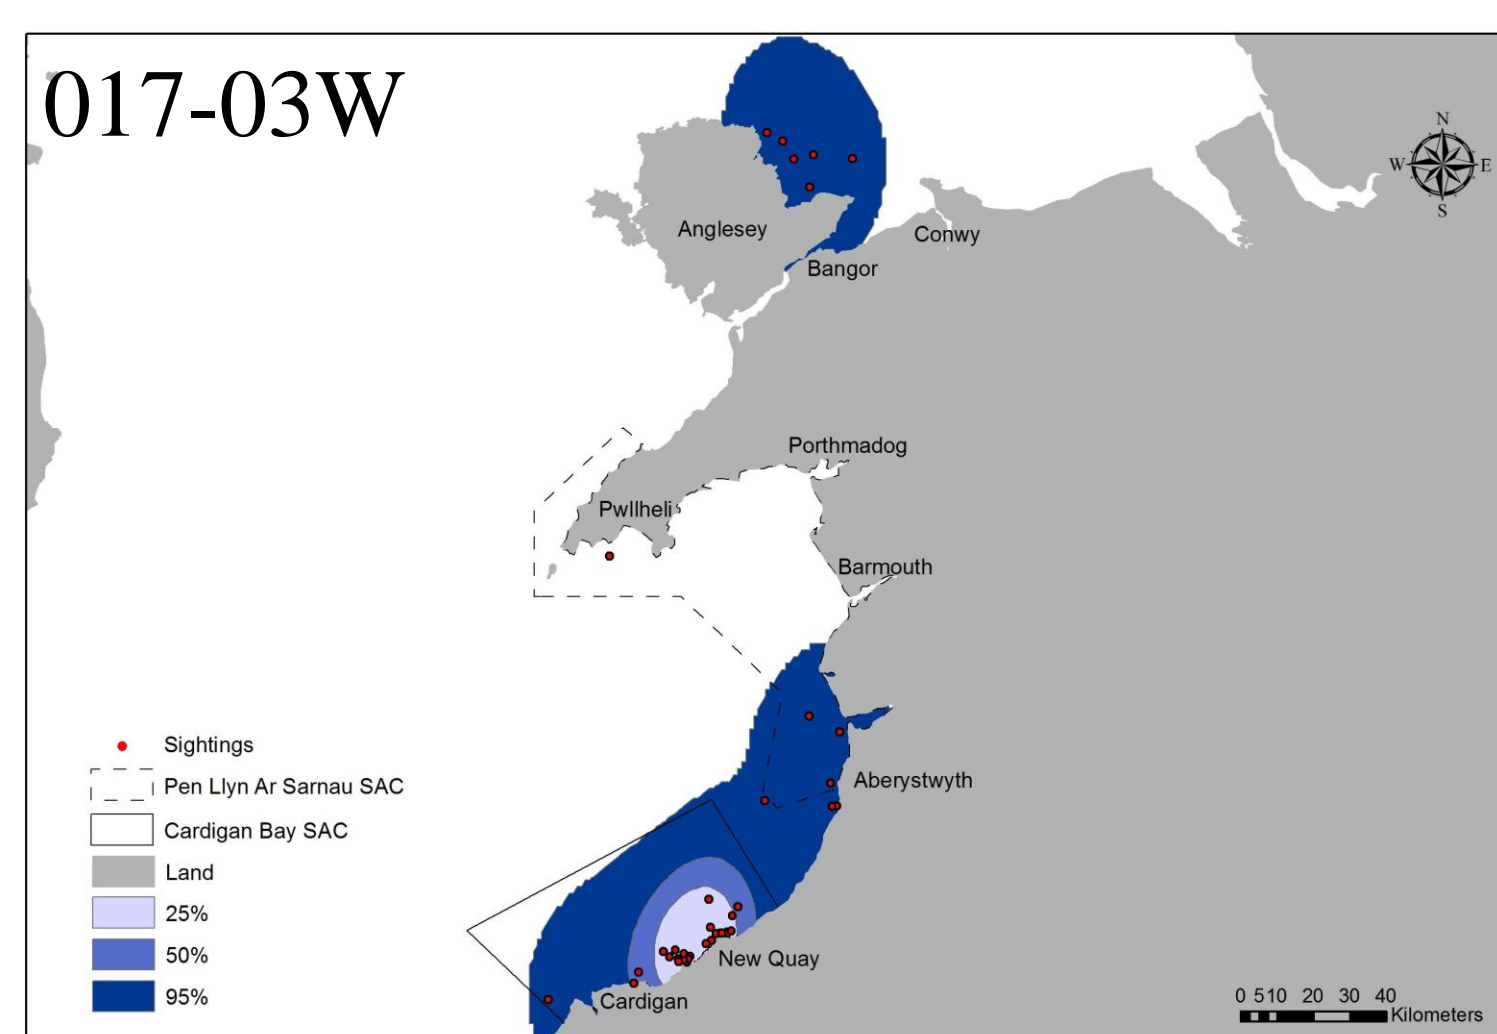 017-03W
N
W E
S
Anglesey
Conwy
Bangor
Porthmadog
Pwllheli
Barmouth
Aberystwyth
New Quay
Cardigan
Sightings
Pen Llyn Ar Sarnau SAC
Cardigan Bay SAC
Land
25%
50%
95%
0 5 10 20 30 40
Kilometers